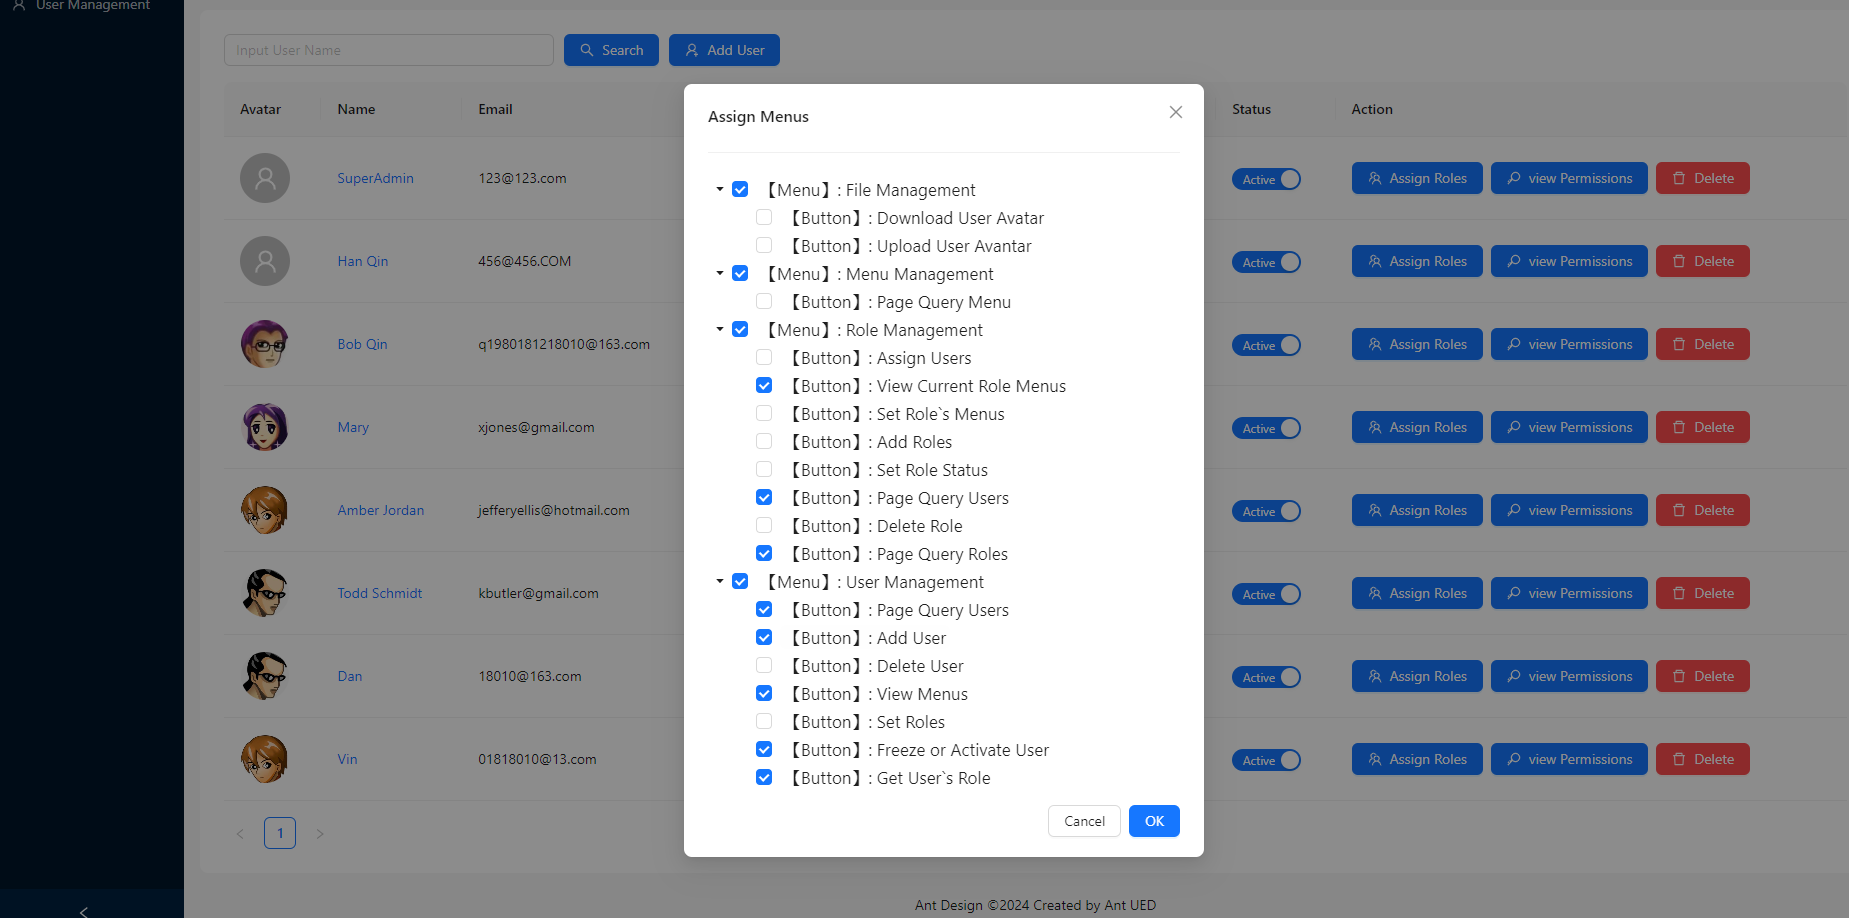 User Management
Input User Name
Search
Add User
Avatar
Name
Email
Status
Action
SuperAdmin
123@123.com
Active
Assign Roles
view Permissions
Delete
Han Qin
456@456.COM
Active
Assign Roles
view Permissions
Delete
Bob Qin
q1980181218010@163.com
Active
Assign Roles
view Permissions
Delete
Mary
xjones@gmail.com
Active
Assign Roles
view Permissions
Delete
Amber Jordan
jefferyellis@hotmail.com
Active
Assign Roles
view Permissions
Delete
Todd Schmidt
kbutler@gmail.com
Active
Assign Roles
view Permissions
Delete
Dan
18010@163.com
Active
Assign Roles
view Permissions
Delete
Vin
01818010@13.com
Active
Assign Roles
view Permissions
Delete
1
Assign Menus
【Menu】: File Management
【Button】: Download User Avatar
【Button】: Upload User Avantar
【Menu】: Menu Management
【Button】: Page Query Menu
【Menu】: Role Management
【Button】: Assign Users
【Button】: View Current Role Menus
【Button】: Set Role`s Menus
【Button】: Add Roles
【Button】: Set Role Status
【Button】: Page Query Users
【Button】: Delete Role
【Button】: Page Query Roles
【Menu】: User Management
【Button】: Page Query Users
【Button】: Add User
【Button】: Delete User
【Button】: View Menus
【Button】: Set Roles
【Button】: Freeze or Activate User
【Button】: Get User`s Role
Cancel
OK
Ant Design ©2024 Created by Ant UED